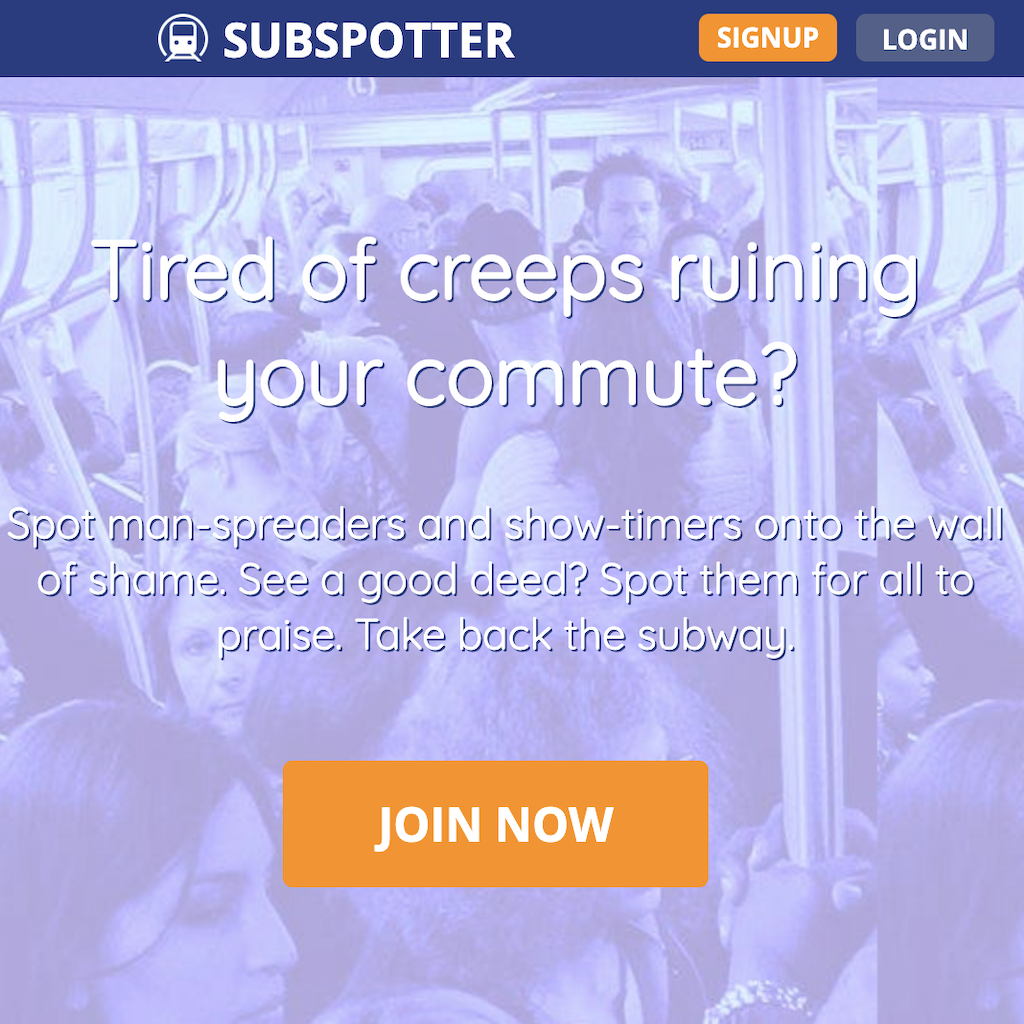 SUBSPOTTER
SIGNUP
LOGIN
Tired of creeps ruining
your commute?
Spot man-spreaders and show-timers onto the wall
of shame. See a good deed? Spot them for all to
praise. Take back the subway.
JOIN NOW